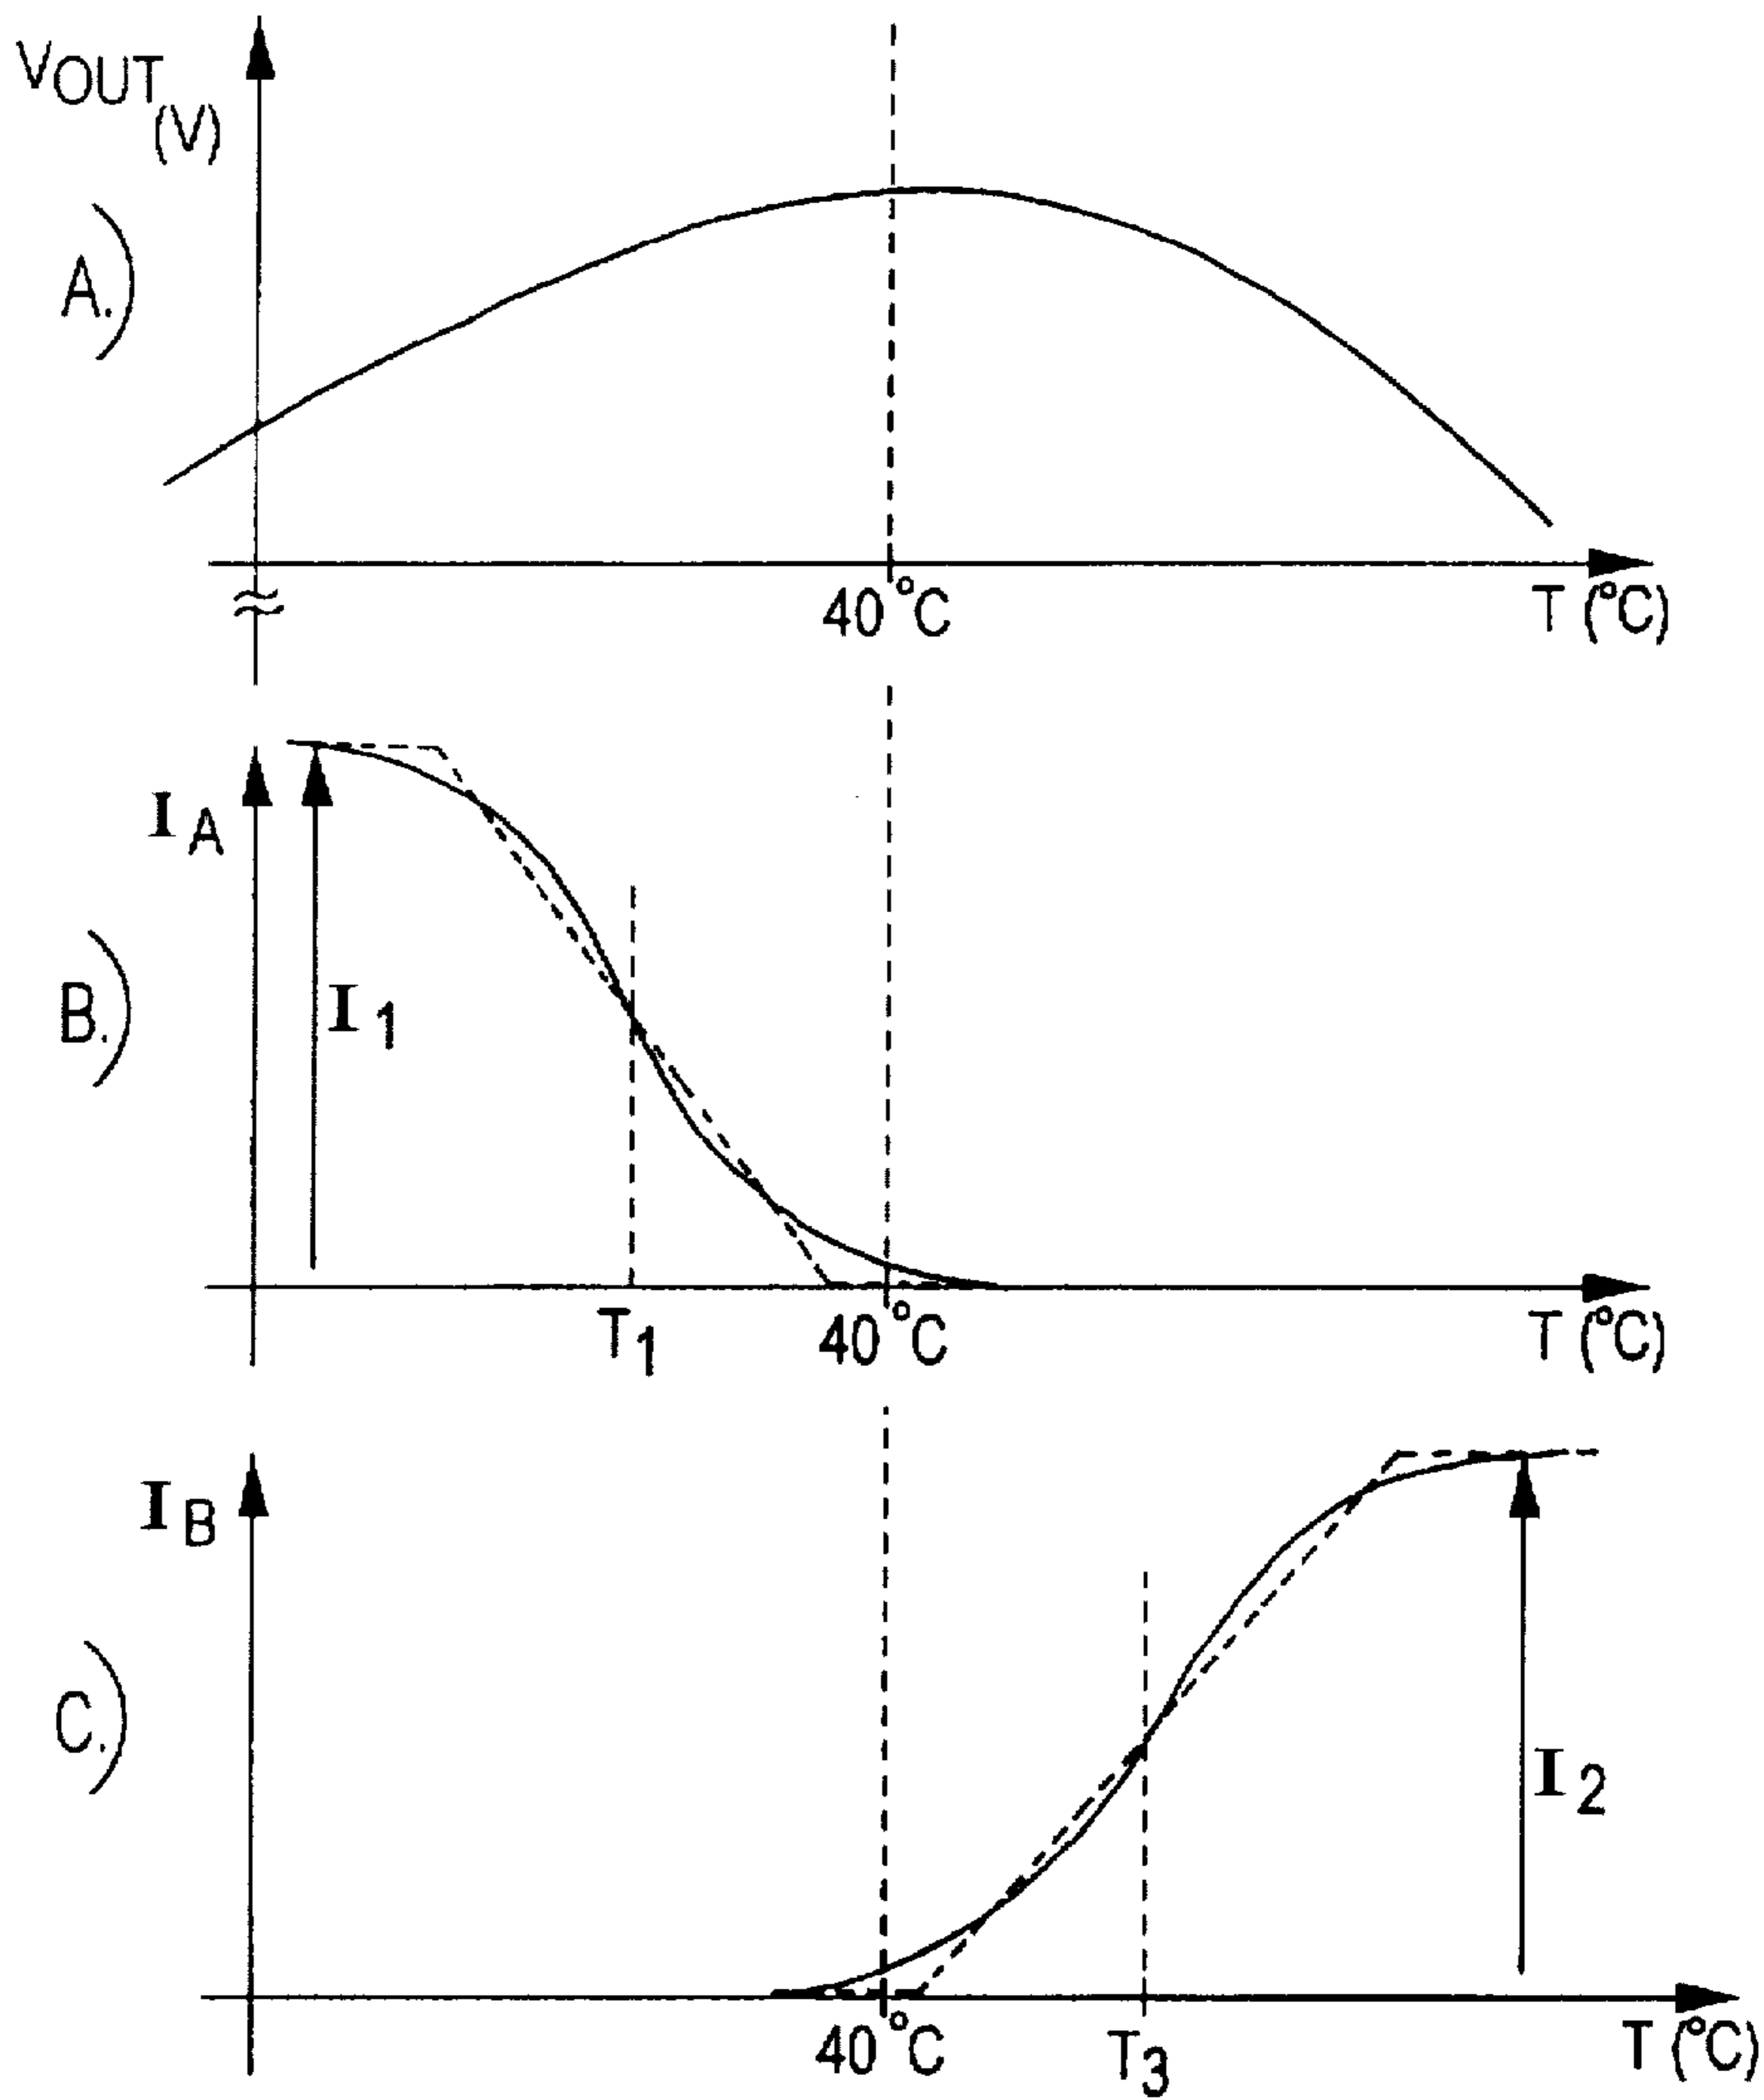 VOUT
(V)
A.)
40°C
T (°C)
IA
I1
B.)
T1
40°C
T (°C)
IB
C.)
I2
40°C
T3
T (°C)